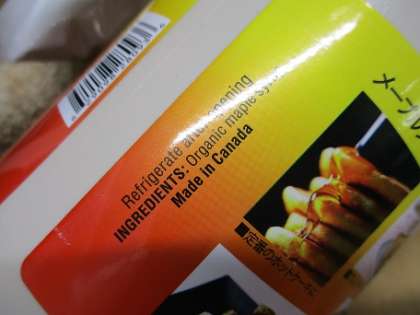 Refrigerate after opening
INGREDIENTS: Organic maple syrup
Made in Canada
メープル
■定番のホットケーキに